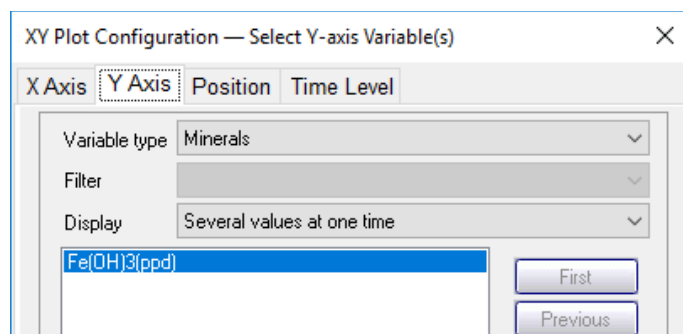 XY Plot Configuration — Select Y-axis Variable(s)
X Axis Y Axis Position Time Level
Variable type Minerals
Filter
Display Several values at one time
Fe(OH)3(ppd)
First
Previous